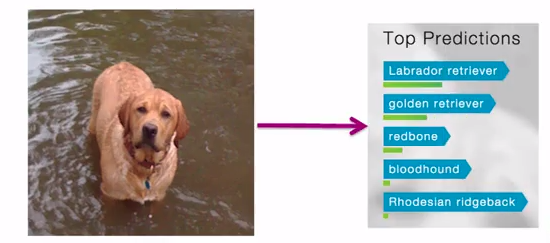 Top Predictions
Labrador retriever
golden retriever
redbone
bloodhound
Rhodesian ridgeback